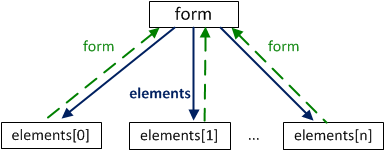 form
form
form
elements
elements[0]
elements[1]
...
elements[n]